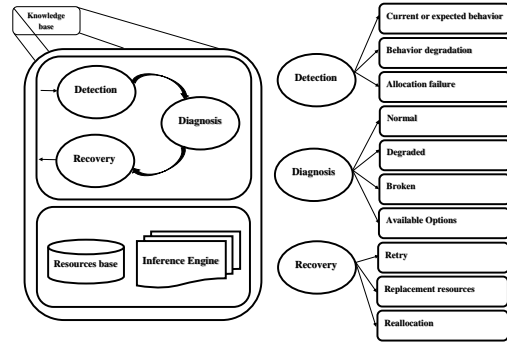 Knowledge
base
Detection
Diagnosis
Recovery
Resources base
Inference Engine
Detection
Current or expected behavior
Behavior degradation
Allocation failure
Diagnosis
Normal
Degraded
Broken
Available Options
Recovery
Retry
Replacement resources
Reallocation